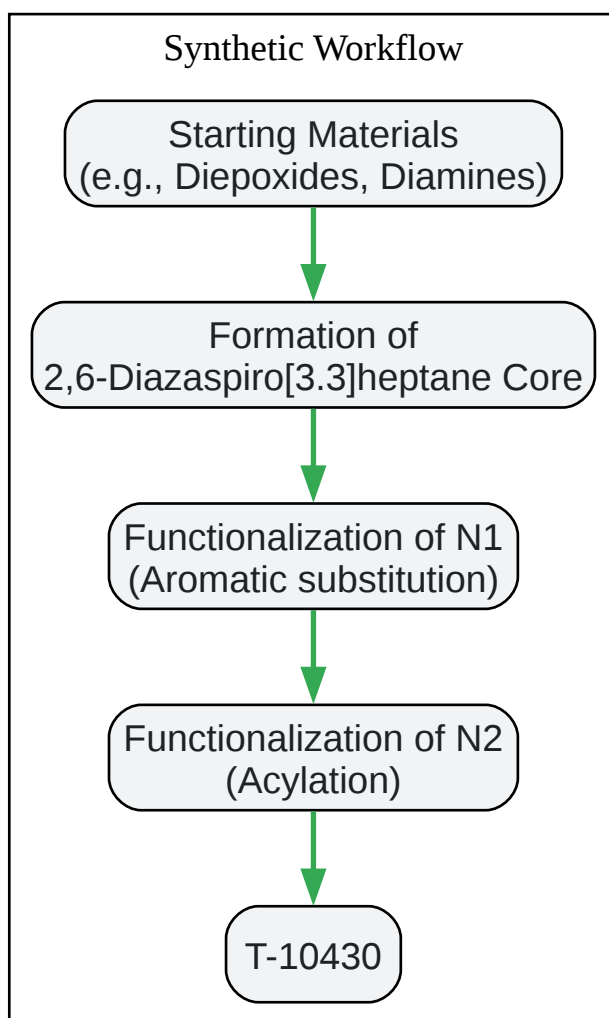 Synthetic Workflow
Starting Materials
(e.g., Diepoxides, Diamines)
Formation of
2,6-Diazaspiro[3.3]heptane Core
Functionalization of N1
(Aromatic substitution)
Functionalization of N2
(Acylation)
T-10430